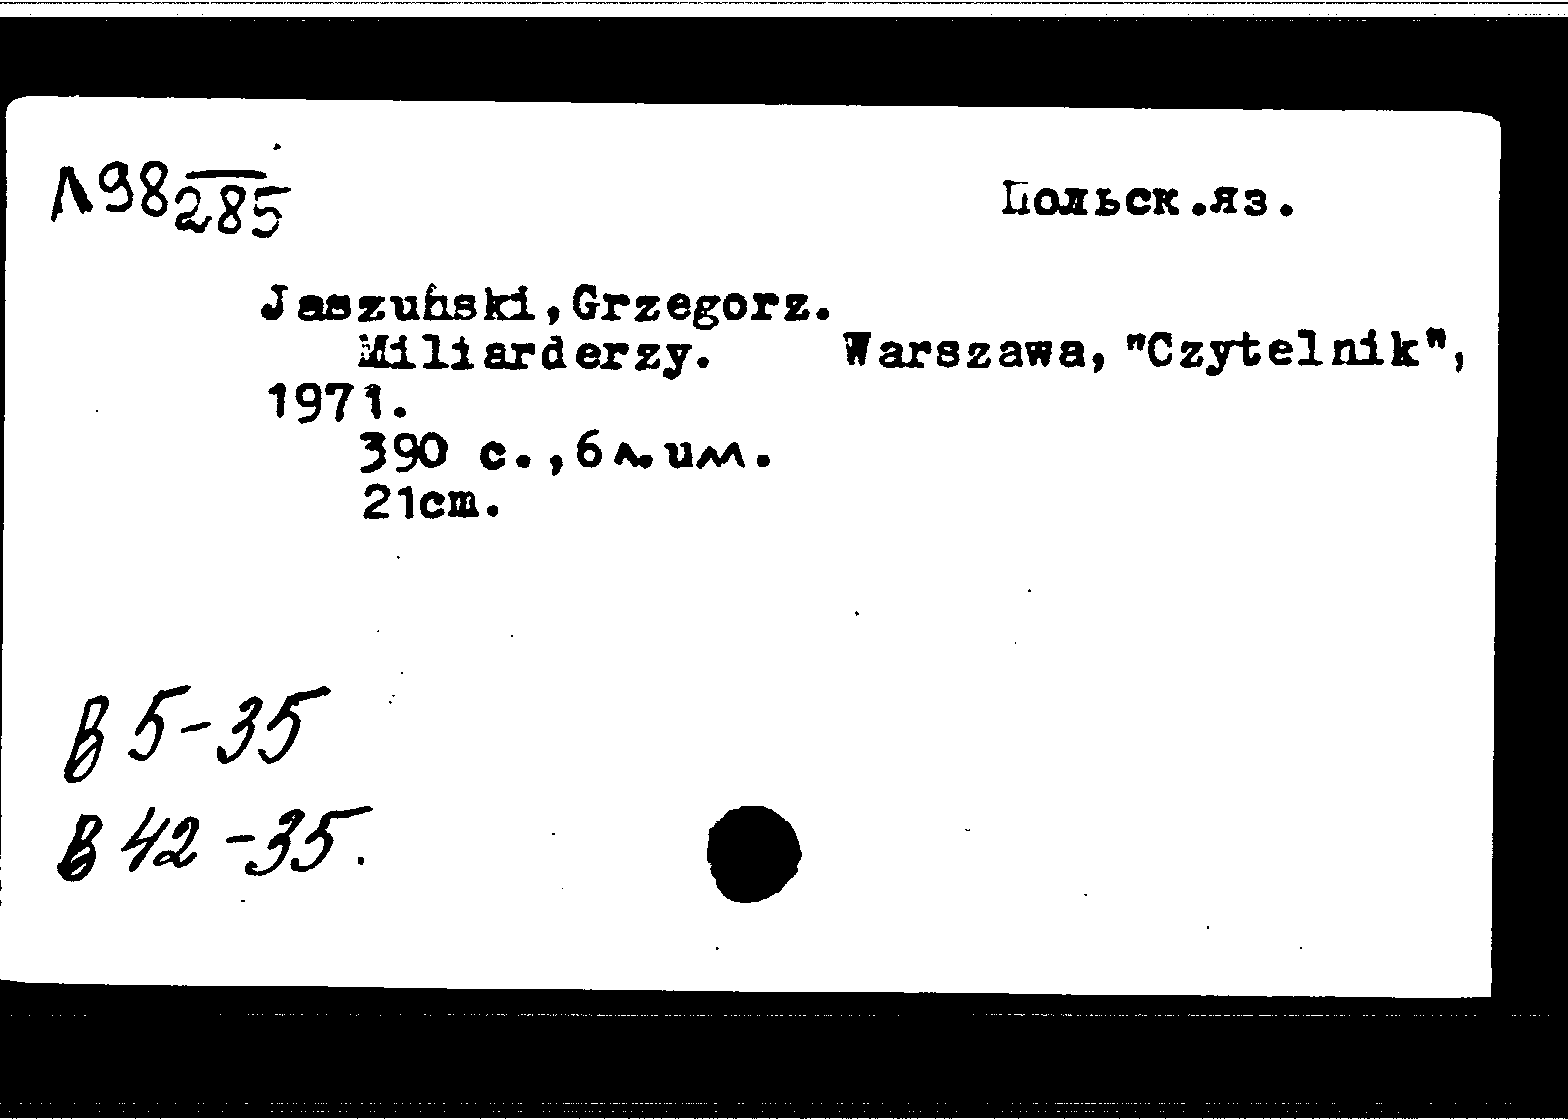 Л98 285
Польск.яз.
Jaszuński, Grzegorz.
Miliarderzy. Warszawa, "Czytelnik",
1971.
390 с., 6 л. ил.
21cm.
В 5-35
В 42-35.